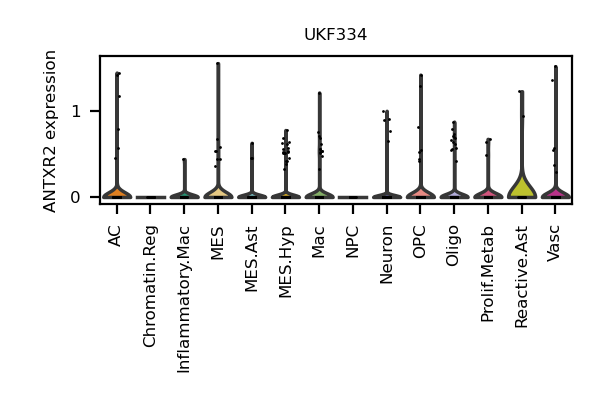 UKF334
ANTXR2 expression
1
0
AC
Chromatin.Reg
Inflammatory.Mac
MES
MES.Ast
MES.Hyp
Mac
NPC
Neuron
OPC
Oligo
Prolif.Metab
Reactive.Ast
Vasc